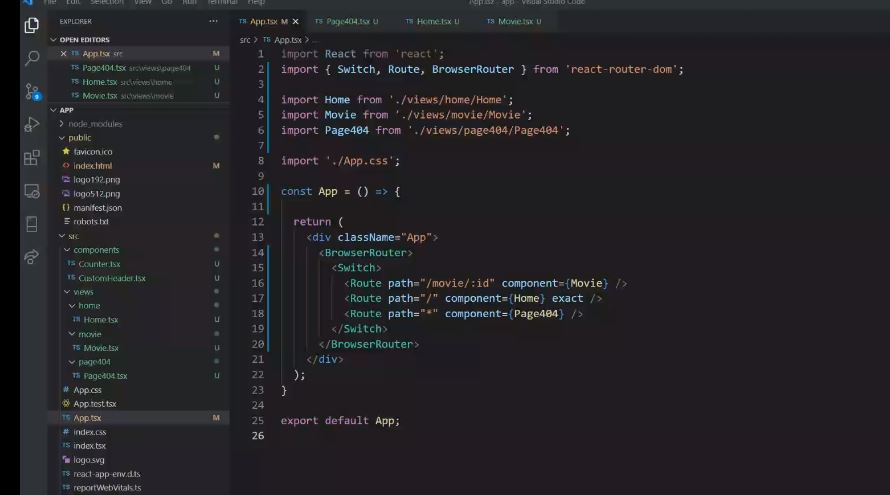 File Edit Selection View Go Run Terminal Help App.tsx - app - Visual Studio Code
EXPLORER ...
OPEN EDITORS
App.tsx src M
Page404.tsx src\views\page404 U
Home.tsx src\views\home U
Movie.tsx src\views\movie U
APP
node_modules
public
favicon.ico
index.html M
logo192.png
logo512.png
manifest.json
robots.txt
src
components
Counter.tsx U
CustomHeader.tsx U
views
home
Home.tsx U
movie
Movie.tsx U
page404
Page404.tsx U
App.css
App.test.tsx
App.tsx M
index.css
index.tsx
logo.svg
react-app-env.d.ts
reportWebVitals.ts
App.tsx M Page404.tsx U Home.tsx U Movie.tsx U
src > App.tsx > ...
1 import React from 'react';
2 import { Switch, Route, BrowserRouter } from 'react-router-dom';
3
4 import Home from './views/home/Home';
5 import Movie from './views/movie/Movie';
6 import Page404 from './views/page404/Page404';
7
8 import './App.css';
9
10 const App = () => {
11
12 return (
13 <div className="App">
14 <BrowserRouter>
15 <Switch>
16 <Route path="/movie/:id" component={Movie} />
17 <Route path="/" component={Home} exact />
18 <Route path="*" component={Page404} />
19 </Switch>
20 </BrowserRouter>
21 </div>
22 );
23 }
24
25 export default App;
26